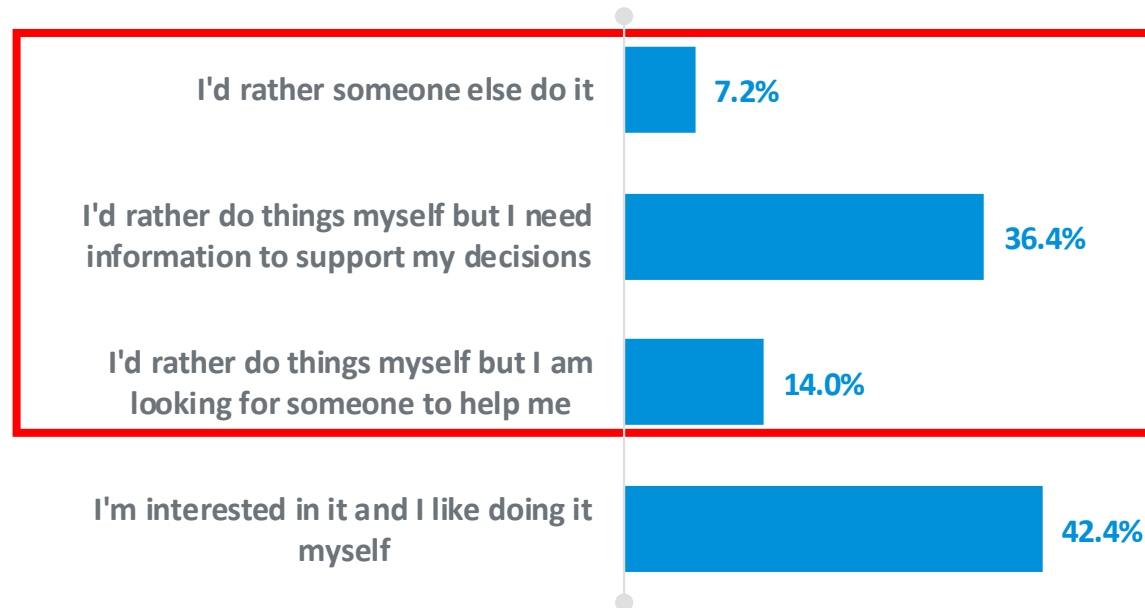 I'd rather someone else do it
7.2%
I'd rather do things myself but I need
information to support my decisions
36.4%
I'd rather do things myself but I am
looking for someone to help me
14.0%
I'm interested in it and I like doing it
myself
42.4%